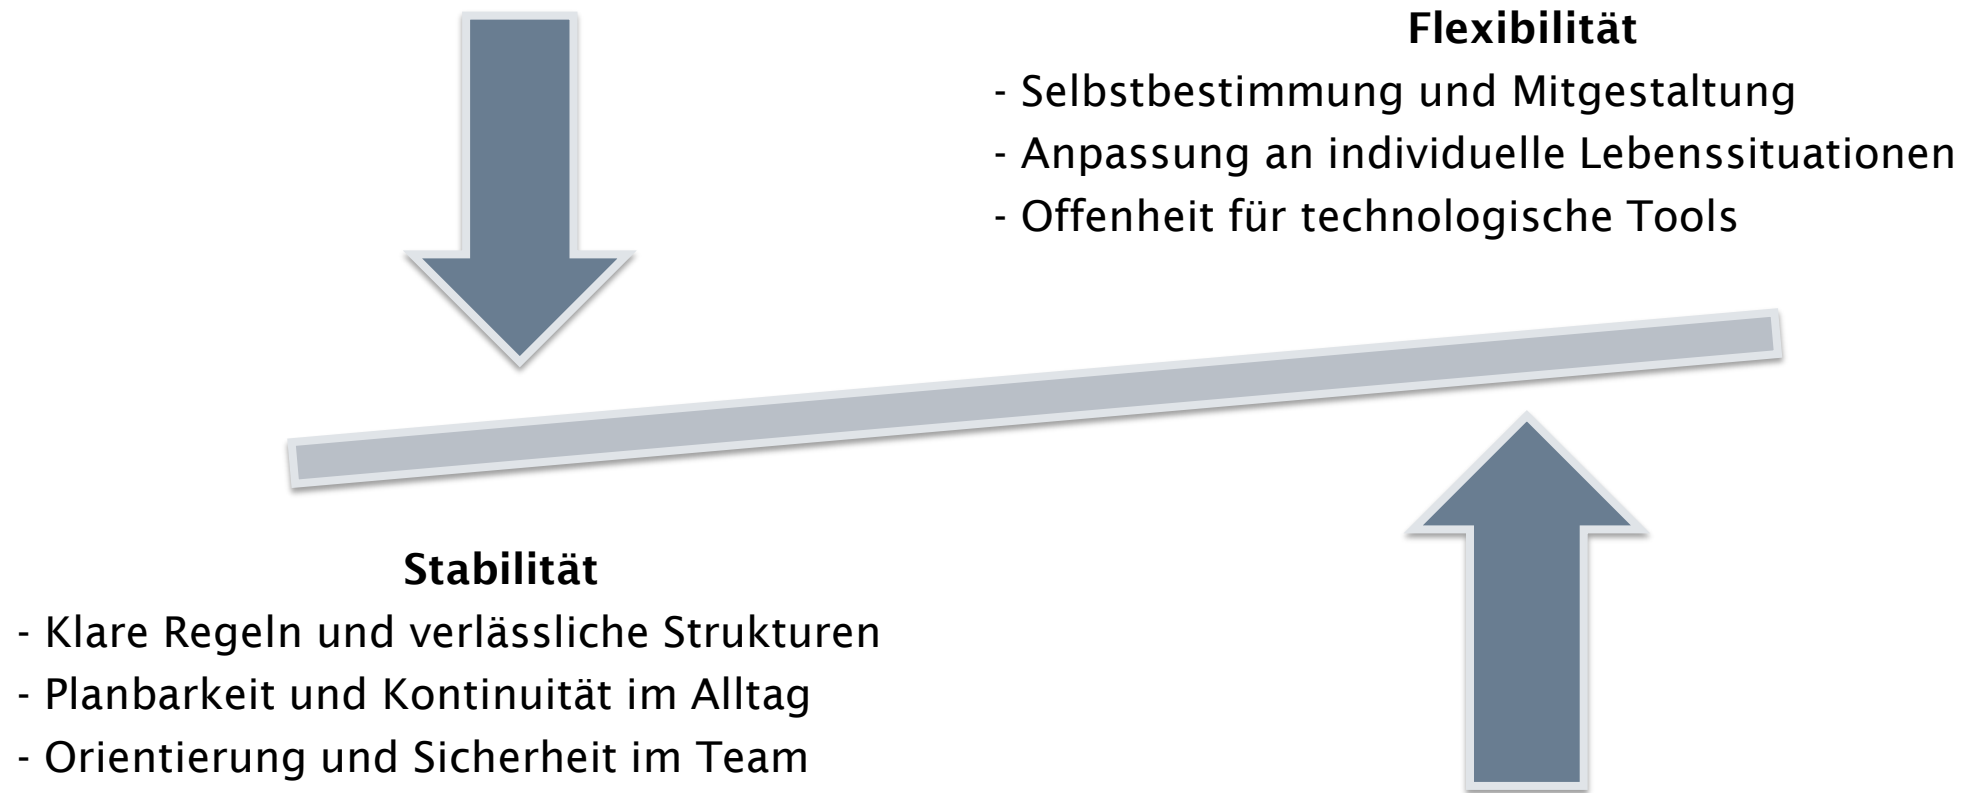 Flexibilität
- Selbstbestimmung und Mitgestaltung
- Anpassung an individuelle Lebenssituationen
- Offenheit für technologische Tools
Stabilität
- Klare Regeln und verlässliche Strukturen
- Planbarkeit und Kontinuität im Alltag
- Orientierung und Sicherheit im Team